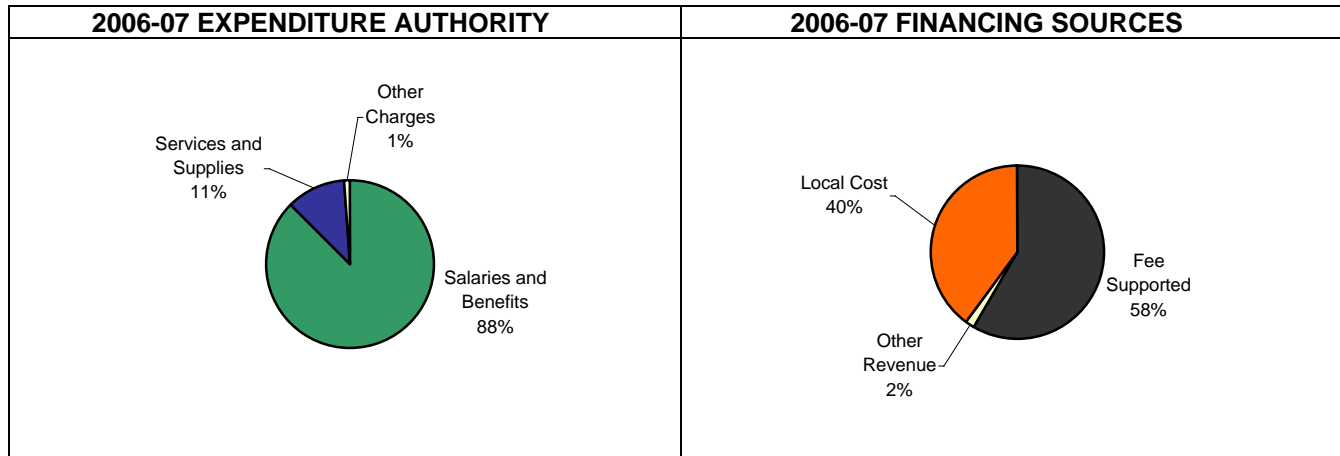 2006-07 EXPENDITURE AUTHORITY
Other
Charges
1%
Services and
Supplies
11%
Salaries and
Benefits
88%
2006-07 FINANCING SOURCES
Local Cost
40%
Fee
Supported
58%
Other
Revenue
2%